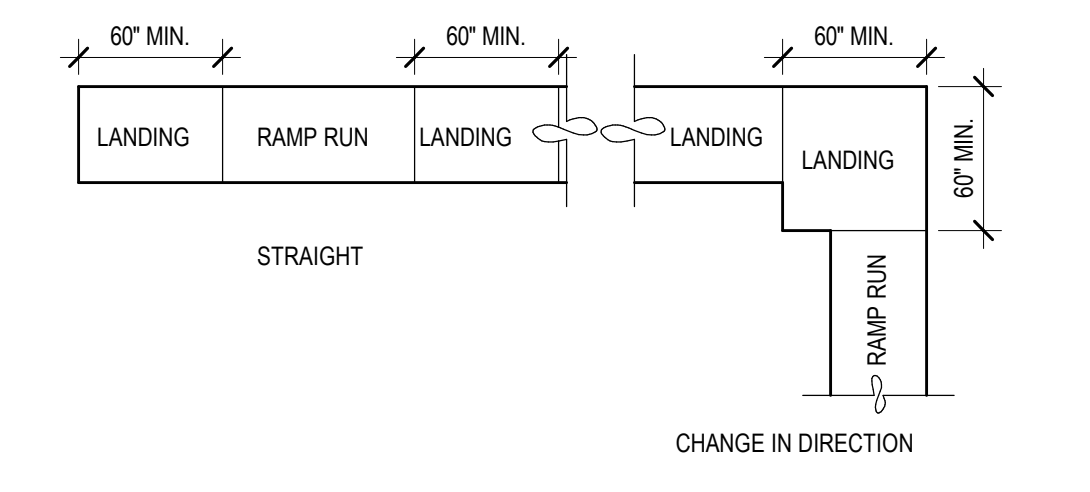 60" MIN.
60" MIN.
60" MIN.
LANDING
RAMP RUN
LANDING
LANDING
LANDING
60" MIN.
STRAIGHT
RAMP RUN
CHANGE IN DIRECTION